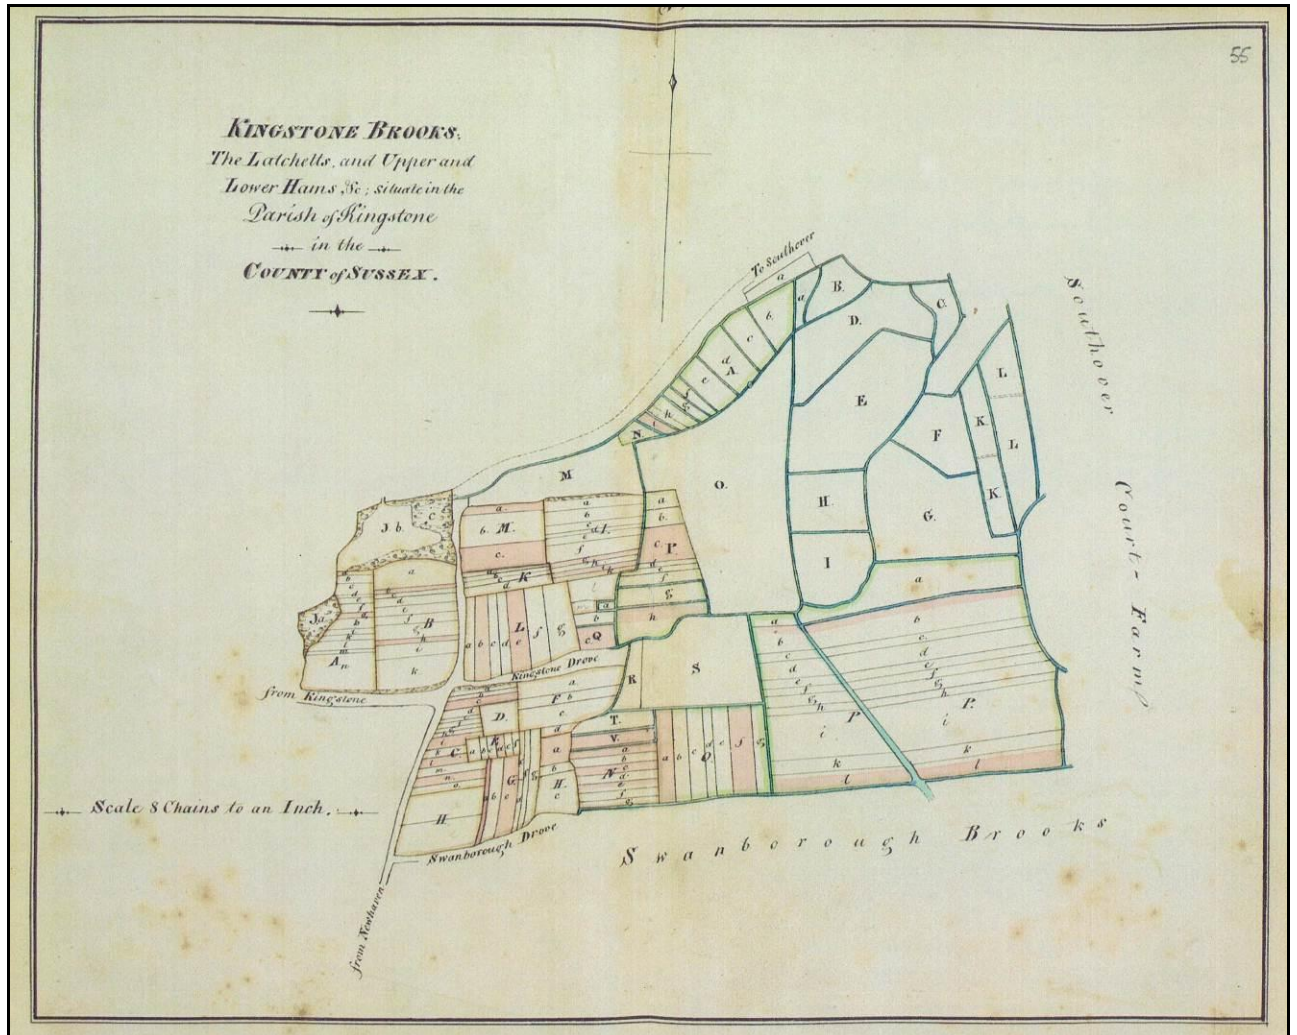 55
KINGSTONE BROOKS;
The Latchetts, and Upper and
Lower Hams, &c; situate in the
Parish of Kingstone
in the
COUNTY of SUSSEX.
To Southover
a
a B.
b. D. C.
c
d
e A
E
h
N
F K L
K L
M
O.
H. G.
I
J b. c
a.
b. M.
c.
K
a
b
f
a
b.
c. P
g
h
Ja
A n
a
B
k
a b c d L e f g
b
c Q
a
b
c
d
e
f
g
h
i
k
l
P
a
b
c.
d
e
f
g
h
i
k
l
P.
Southover
Court - Farm
Kingstone Drove
from Kingstone
R S
a
F b
c
D.
T.
V.
C.
G.
H.
N
a b c d Q e f g
H
Swanborough Drove
from Newhaven
Scale 8 Chains to an Inch.
Swanborough Brooks